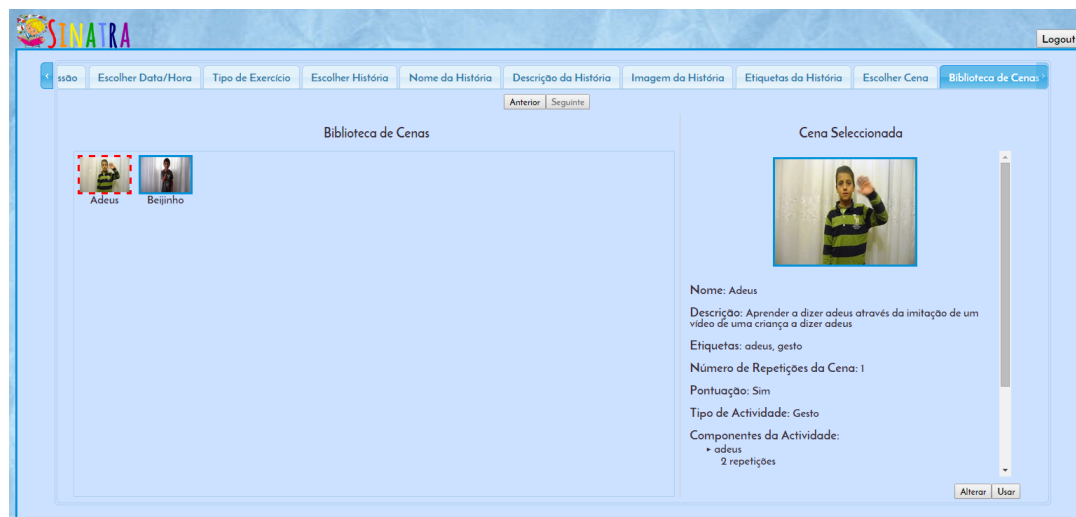 SINATRA
Logout
ssão Escolher Data/Hora Tipo de Exercício Escolher História Nome da História Descrição da História Imagem da História Etiquetas da História Escolher Cena Biblioteca de Cenas
Anterior Seguinte
Biblioteca de Cenas
Adeus Beijinho
Cena Seleccionada
Nome: Adeus
Descrição: Aprender a dizer adeus através da imitação de um
vídeo de uma criança a dizer adeus
Etiquetas: adeus, gesto
Número de Repetições da Cena: 1
Pontuação: Sim
Tipo de Actividade: Gesto
Componentes da Actividade:
adeus
2 repetições
Alterar Usar